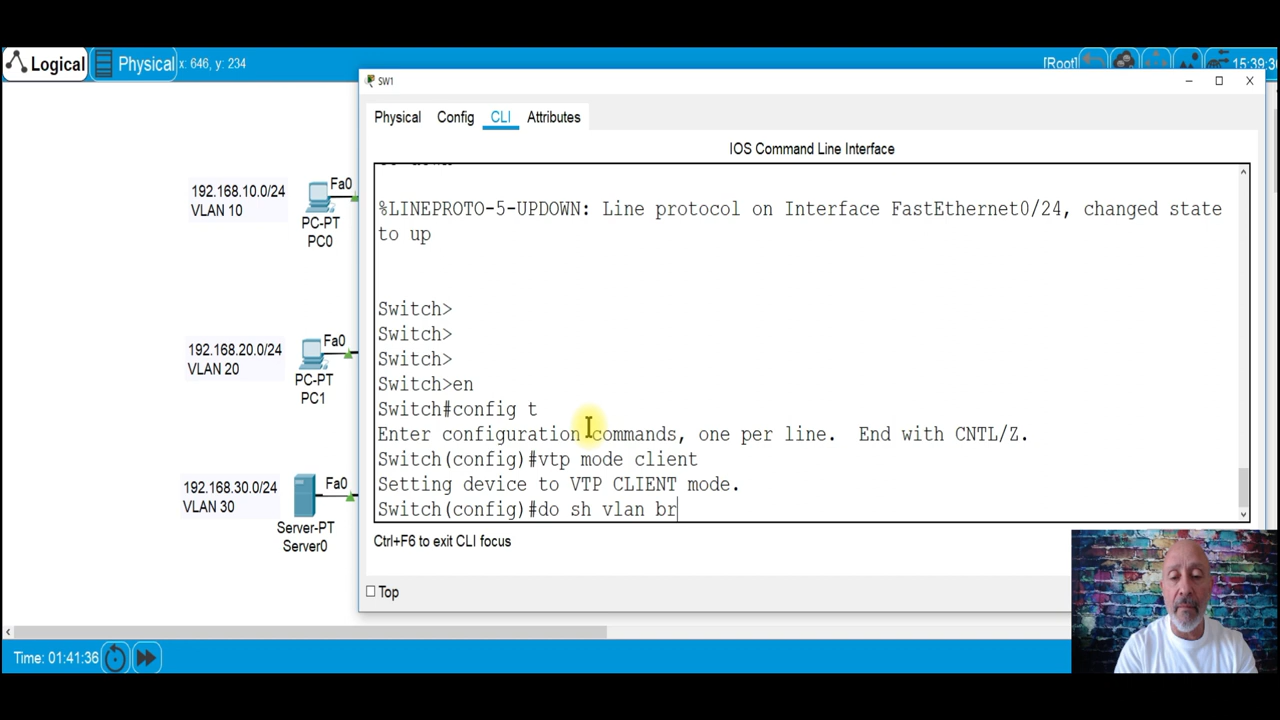 Logical
Physical
x: 646, y: 234
[Root]
SW1
Physical
Config
CLI
Attributes
IOS Command Line Interface
%LINEPROTO-5-UPDOWN: Line protocol on Interface FastEthernet0/24, changed state
to up
Switch>
Switch>
Switch>
Switch>en
Switch#config t
Enter configuration commands, one per line.  End with CNTL/Z.
Switch(config)#vtp mode client
Setting device to VTP CLIENT mode.
Switch(config)#do sh vlan br
Ctrl+F6 to exit CLI focus
Top
192.168.10.0/24
VLAN 10
Fa0
PC-PT
PC0
192.168.20.0/24
VLAN 20
Fa0
PC-PT
PC1
192.168.30.0/24
VLAN 30
Fa0
Server-PT
Server0
Time: 01:41:36